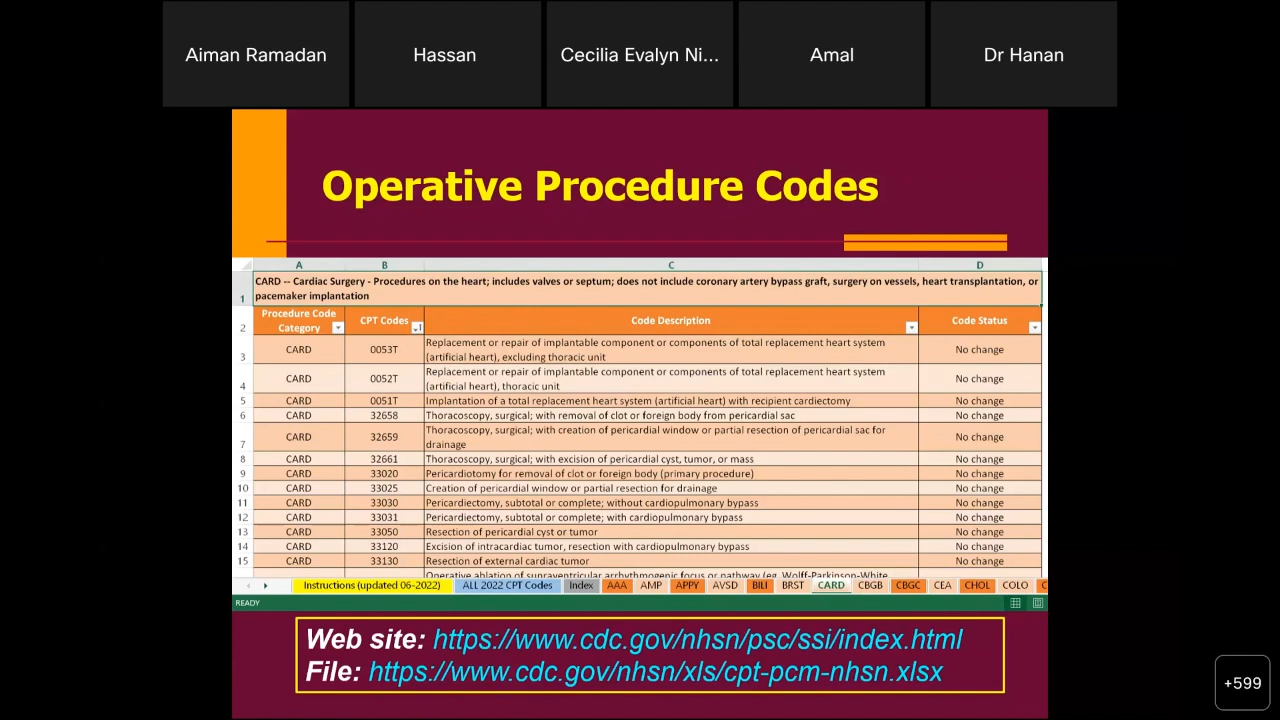 Aiman Ramadan
Hassan
Cecilia Evalyn Ni...
Amal
Dr Hanan
Operative Procedure Codes
A B C D
1 CARD -- Cardiac Surgery - Procedures on the heart; includes valves or septum; does not include coronary artery bypass graft, surgery on vessels, heart transplantation, or
pacemaker implantation
2 Procedure Code
Category CPT Codes Code Description Code Status
3 CARD 0053T Replacement or repair of implantable component or components of total replacement heart system
(artificial heart), excluding thoracic unit No change
4 CARD 0052T Replacement or repair of implantable component or components of total replacement heart system
(artificial heart), thoracic unit No change
5 CARD 0051T Implantation of a total replacement heart system (artificial heart) with recipient cardiectomy No change
6 CARD 32658 Thoracoscopy, surgical; with removal of clot or foreign body from pericardial sac No change
7 CARD 32659 Thoracoscopy, surgical; with creation of pericardial window or partial resection of pericardial sac for
drainage No change
8 CARD 32661 Thoracoscopy, surgical; with excision of pericardial cyst, tumor, or mass No change
9 CARD 33020 Pericardiotomy for removal of clot or foreign body (primary procedure) No change
10 CARD 33025 Creation of pericardial window or partial resection for drainage No change
11 CARD 33030 Pericardiectomy, subtotal or complete; without cardiopulmonary bypass No change
12 CARD 33031 Pericardiectomy, subtotal or complete; with cardiopulmonary bypass No change
13 CARD 33050 Resection of pericardial cyst or tumor No change
14 CARD 33120 Excision of intracardiac tumor, resection with cardiopulmonary bypass No change
15 CARD 33130 Resection of external cardiac tumor No change
Operative ablation of supraventricular arrhythmogenic focus or pathway (eg, Wolff-Parkinson-White
Instructions (updated 06-2022) ALL 2022 CPT Codes Index AAA AMP APPY AVSD BILI BRST CARD CBGB CBGC CEA CHOL COLO C
READY
Web site: https://www.cdc.gov/nhsn/psc/ssi/index.html
File: https://www.cdc.gov/nhsn/xls/cpt-pcm-nhsn.xlsx
+599